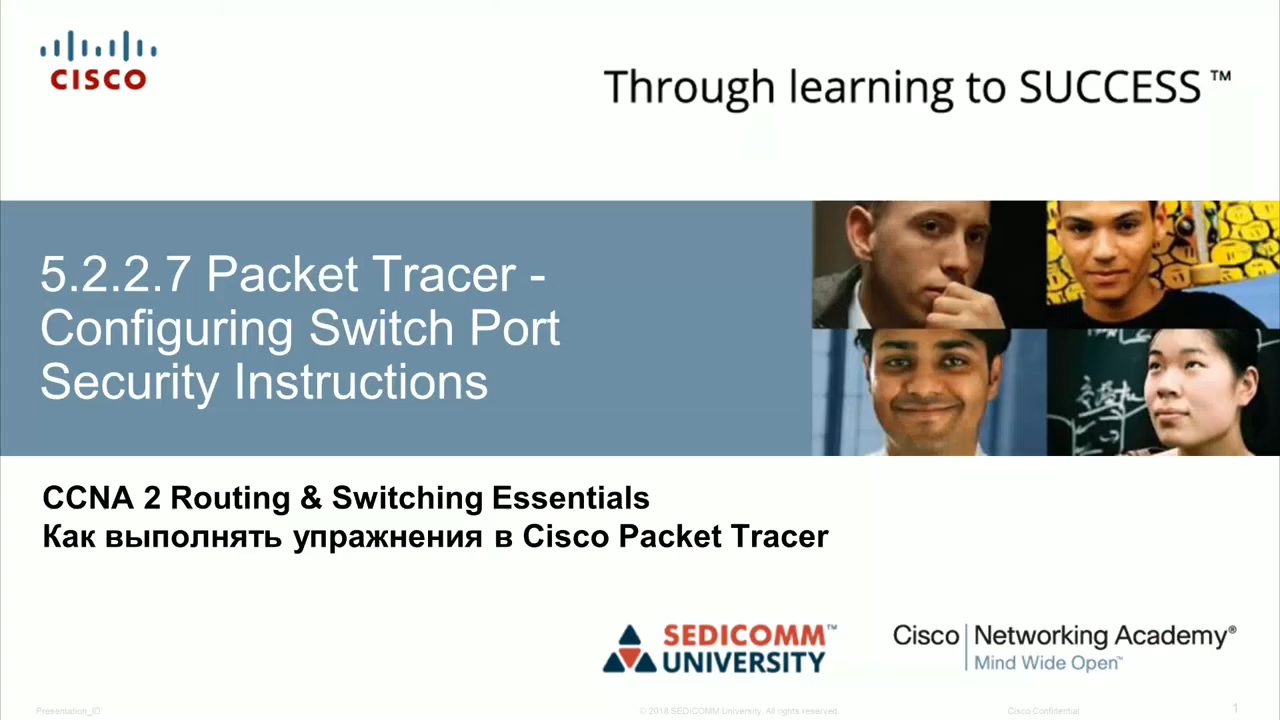 CISCO
Through learning to SUCCESS™
5.2.2.7 Packet Tracer -
Configuring Switch Port
Security Instructions
CCNA 2 Routing & Switching Essentials
Как выполнять упражнения в Cisco Packet Tracer
SEDICOMM™
UNIVERSITY
Cisco Networking Academy®
Mind Wide Open™
Presentation_ID
© 2018 SEDICOMM University. All rights reserved.
Cisco Confidential
1